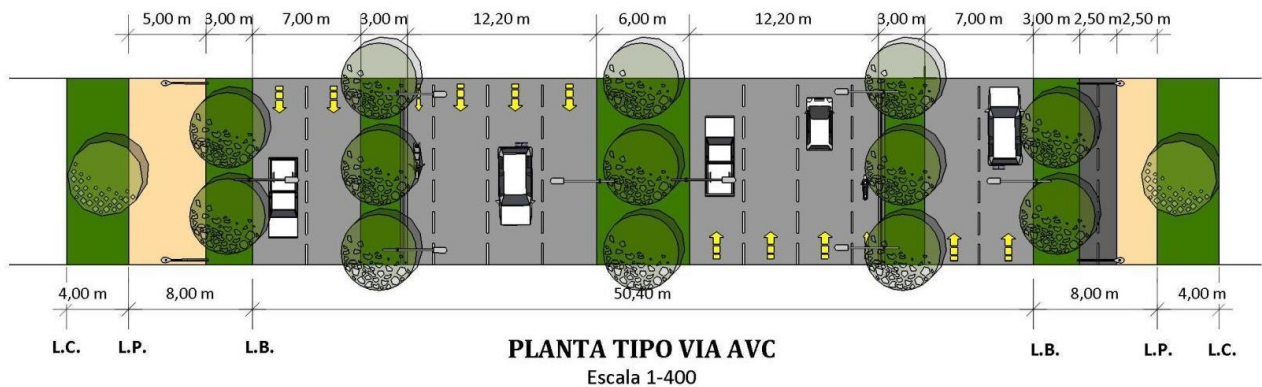 5,00 m 3,00 m 7,00 m 3,00 m 12,20 m 6,00 m 12,20 m 3,00 m 7,00 m 3,00 m 2,50 m 2,50 m
4,00 m 8,00 m 50,40 m 8,00 m 4,00 m
L.C. L.P. L.B. L.B. L.P. L.C.
PLANTA TIPO VIA AVC
Escala 1-400